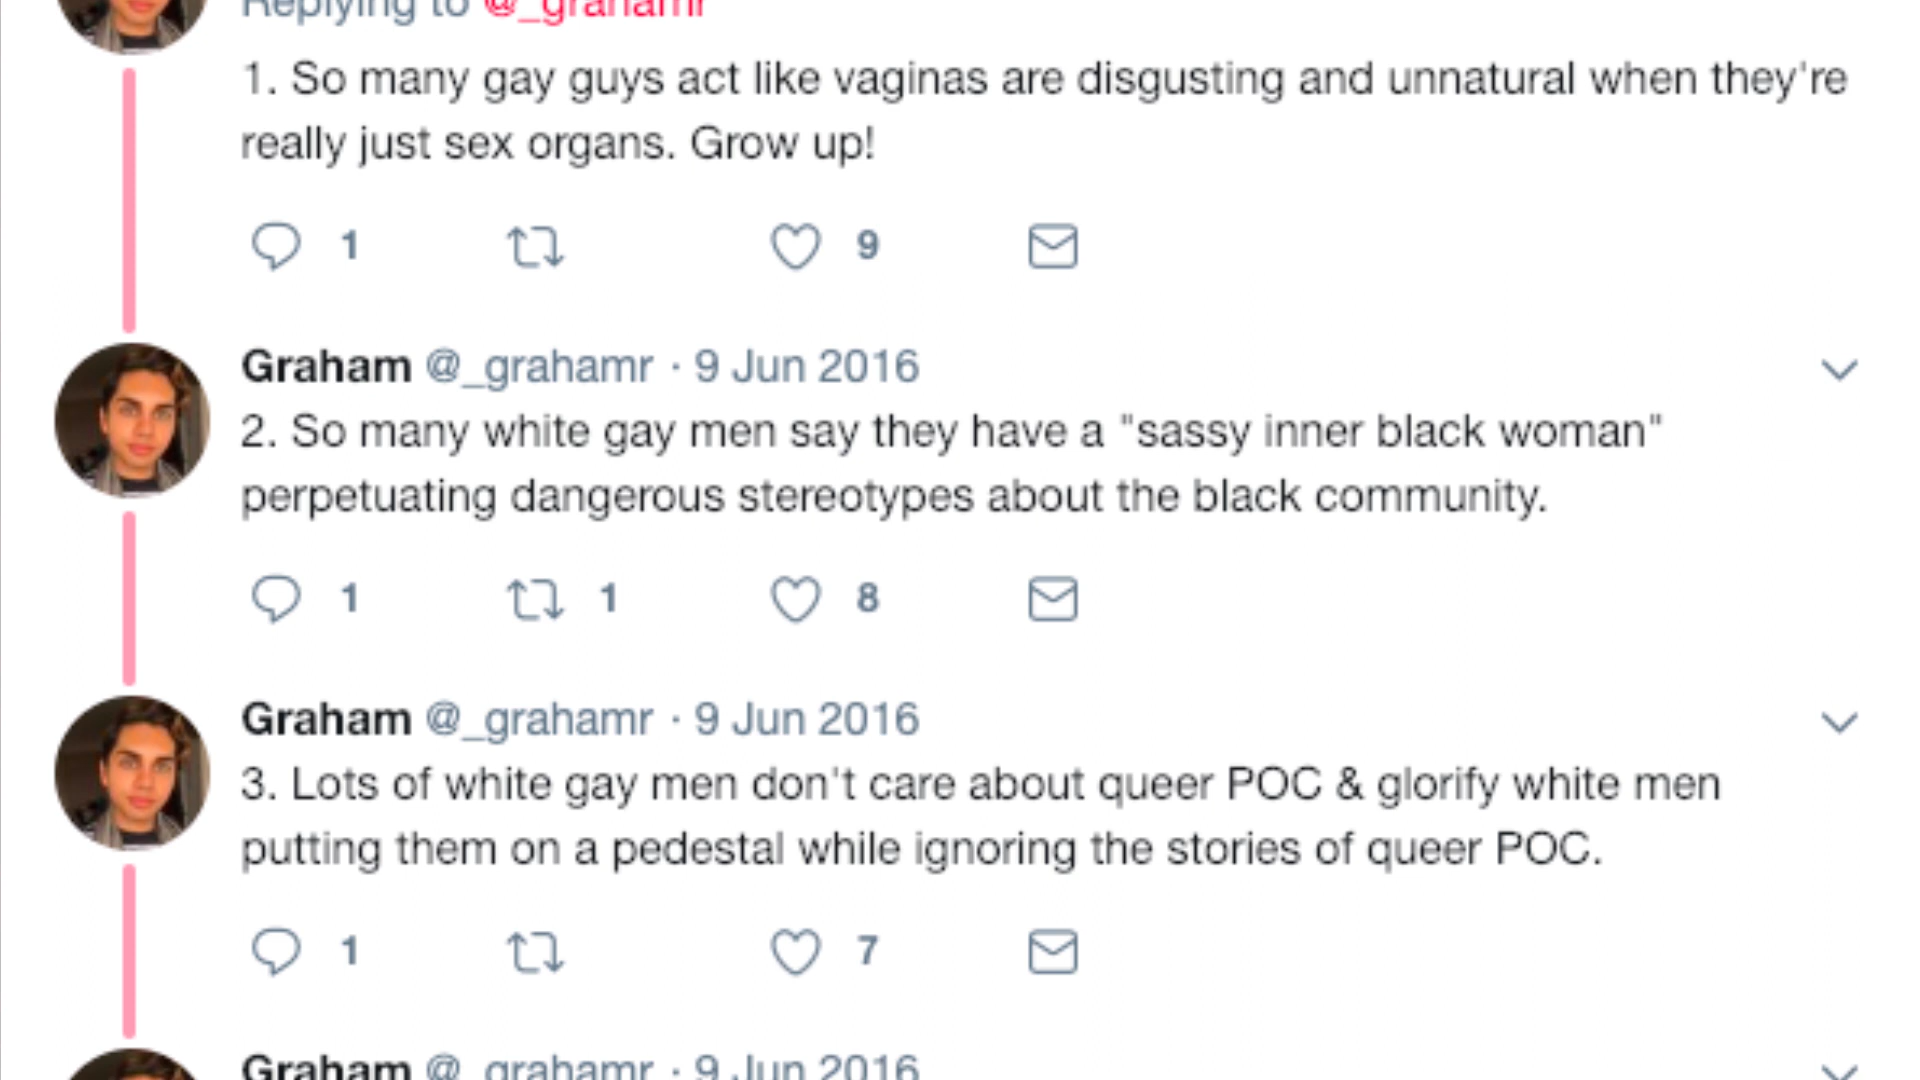 Replying to @_grahamr
1. So many gay guys act like vaginas are disgusting and unnatural when they're
really just sex organs. Grow up!
1 9
Graham @_grahamr · 9 Jun 2016
2. So many white gay men say they have a "sassy inner black woman"
perpetuating dangerous stereotypes about the black community.
1 1 8
Graham @_grahamr · 9 Jun 2016
3. Lots of white gay men don't care about queer POC & glorify white men
putting them on a pedestal while ignoring the stories of queer POC.
1 7
Graham @_grahamr · 9 Jun 2016